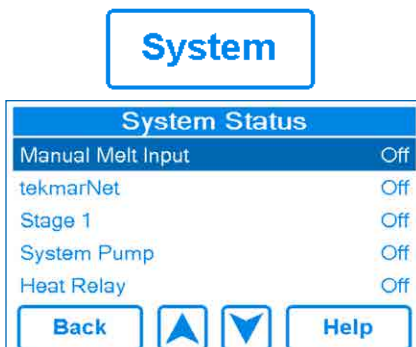 System
System Status
Manual Melt Input Off
tekmarNet Off
Stage 1 Off
System Pump Off
Heat Relay Off
Back Help